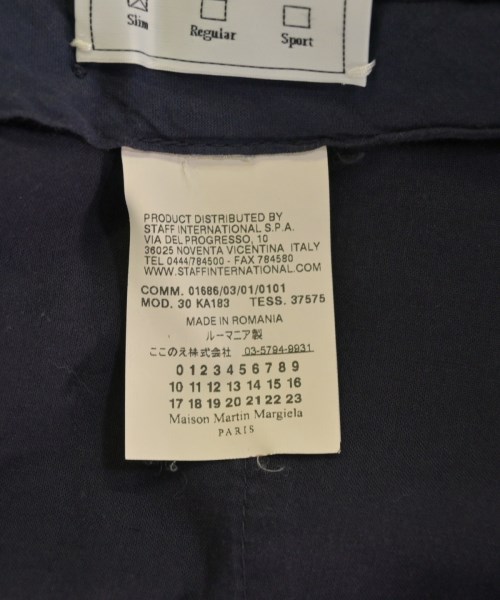 Slim
Regular
Sport
PRODUCT DISTRIBUTED BY
STAFF INTERNATIONAL S.P.A.
VIA DEL PROGRESSO, 10
36025 NOVENTA VICENTINA ITALY
TEL 0444/784500 - FAX 784580
WWW.STAFFINTERNATIONAL.COM
COMM. 01686/03/01/0101
MOD. 30 KA183 TESS. 37575
MADE IN ROMANIA
ルーマニア製
ここのえ株式会社 03-5794-9931
0 1 2 3 4 5 6 7 8 9
10 11 12 13 14 15 16
17 18 19 20 21 22 23
Maison Martin Margiela
PARIS